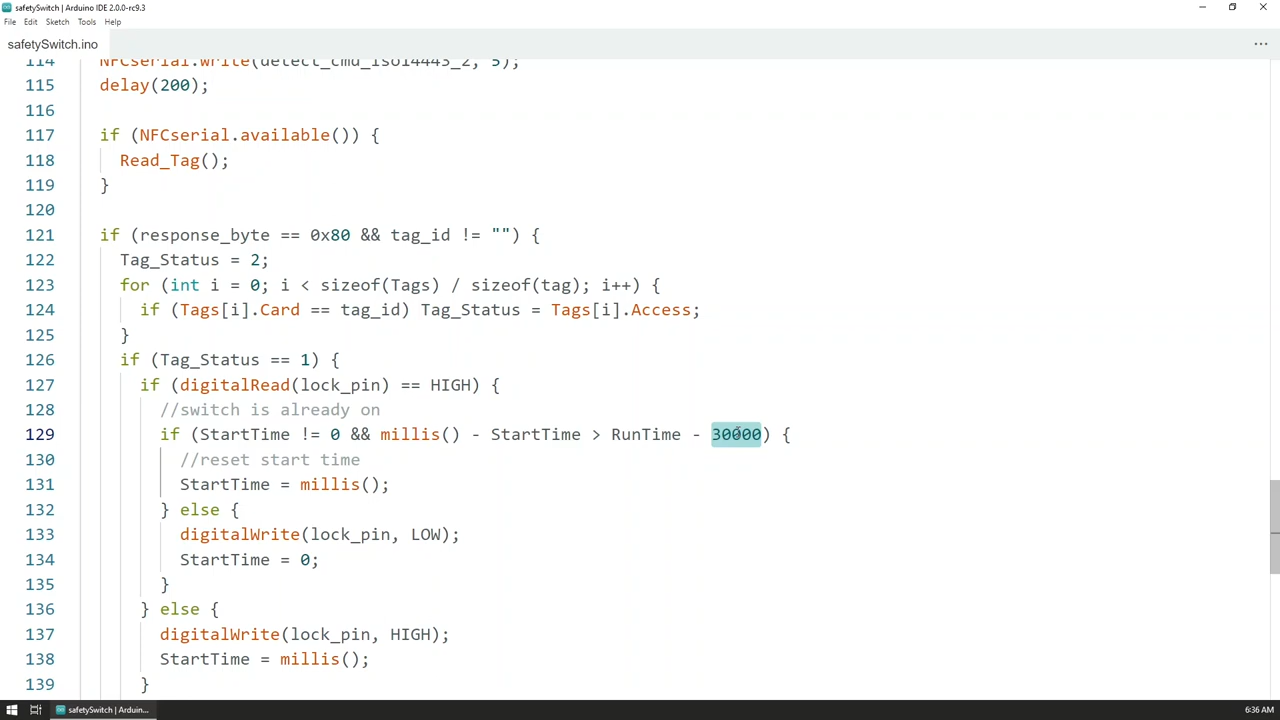 safetySwitch | Arduino IDE 2.0.0-rc9.3
File Edit Sketch Tools Help
safetySwitch.ino
114 NFCserial.write(detect_cmd_iso14443_2, 5);
115 delay(200);
116
117 if (NFCserial.available()) {
118 Read_Tag();
119 }
120
121 if (response_byte == 0x80 && tag_id != "") {
122 Tag_Status = 2;
123 for (int i = 0; i < sizeof(Tags) / sizeof(tag); i++) {
124 if (Tags[i].Card == tag_id) Tag_Status = Tags[i].Access;
125 }
126 if (Tag_Status == 1) {
127 if (digitalRead(lock_pin) == HIGH) {
128 //switch is already on
129 if (StartTime != 0 && millis() - StartTime > RunTime - 30000) {
130 //reset start time
131 StartTime = millis();
132 } else {
133 digitalWrite(lock_pin, LOW);
134 StartTime = 0;
135 }
136 } else {
137 digitalWrite(lock_pin, HIGH);
138 StartTime = millis();
139 }
safetySwitch | Arduin...
6:36 AM